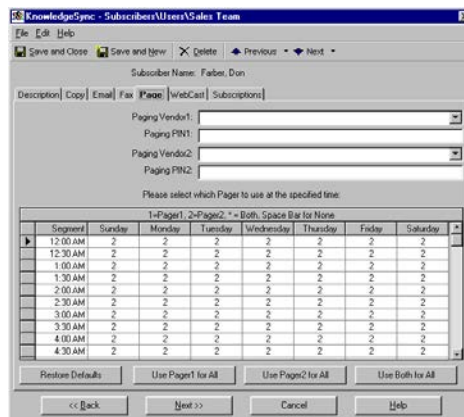 KnowledgeSync - Subscribers\Users\Sales Team
File Edit Help
Save and Close Save and New Delete Previous Next
Subscriber Name: Farber, Don
Description Copy Email Fax Page WebCast Subscriptions
Paging Vendor1:
Paging PIN1:
Paging Vendor2:
Paging PIN2:
Please select which Pager to use at the specified time:
1=Pager1, 2=Pager2, * = Both, Space Bar for None
Segment Sunday Monday Tuesday Wednesday Thursday Friday Saturday
12:00 AM 2 2 2 2 2 2 2
12:30 AM 2 2 2 2 2 2 2
1:00 AM 2 2 2 2 2 2 2
1:30 AM 2 2 2 2 2 2 2
2:00 AM 2 2 2 2 2 2 2
2:30 AM 2 2 2 2 2 2 2
3:00 AM 2 2 2 2 2 2 2
3:30 AM 2 2 2 2 2 2 2
4:00 AM 2 2 2 2 2 2 2
4:30 AM 2 2 2 2 2 2 2
Restore Defaults Use Pager1 for All Use Pager2 for All Use Both for All
<< Back Next >> Cancel Help